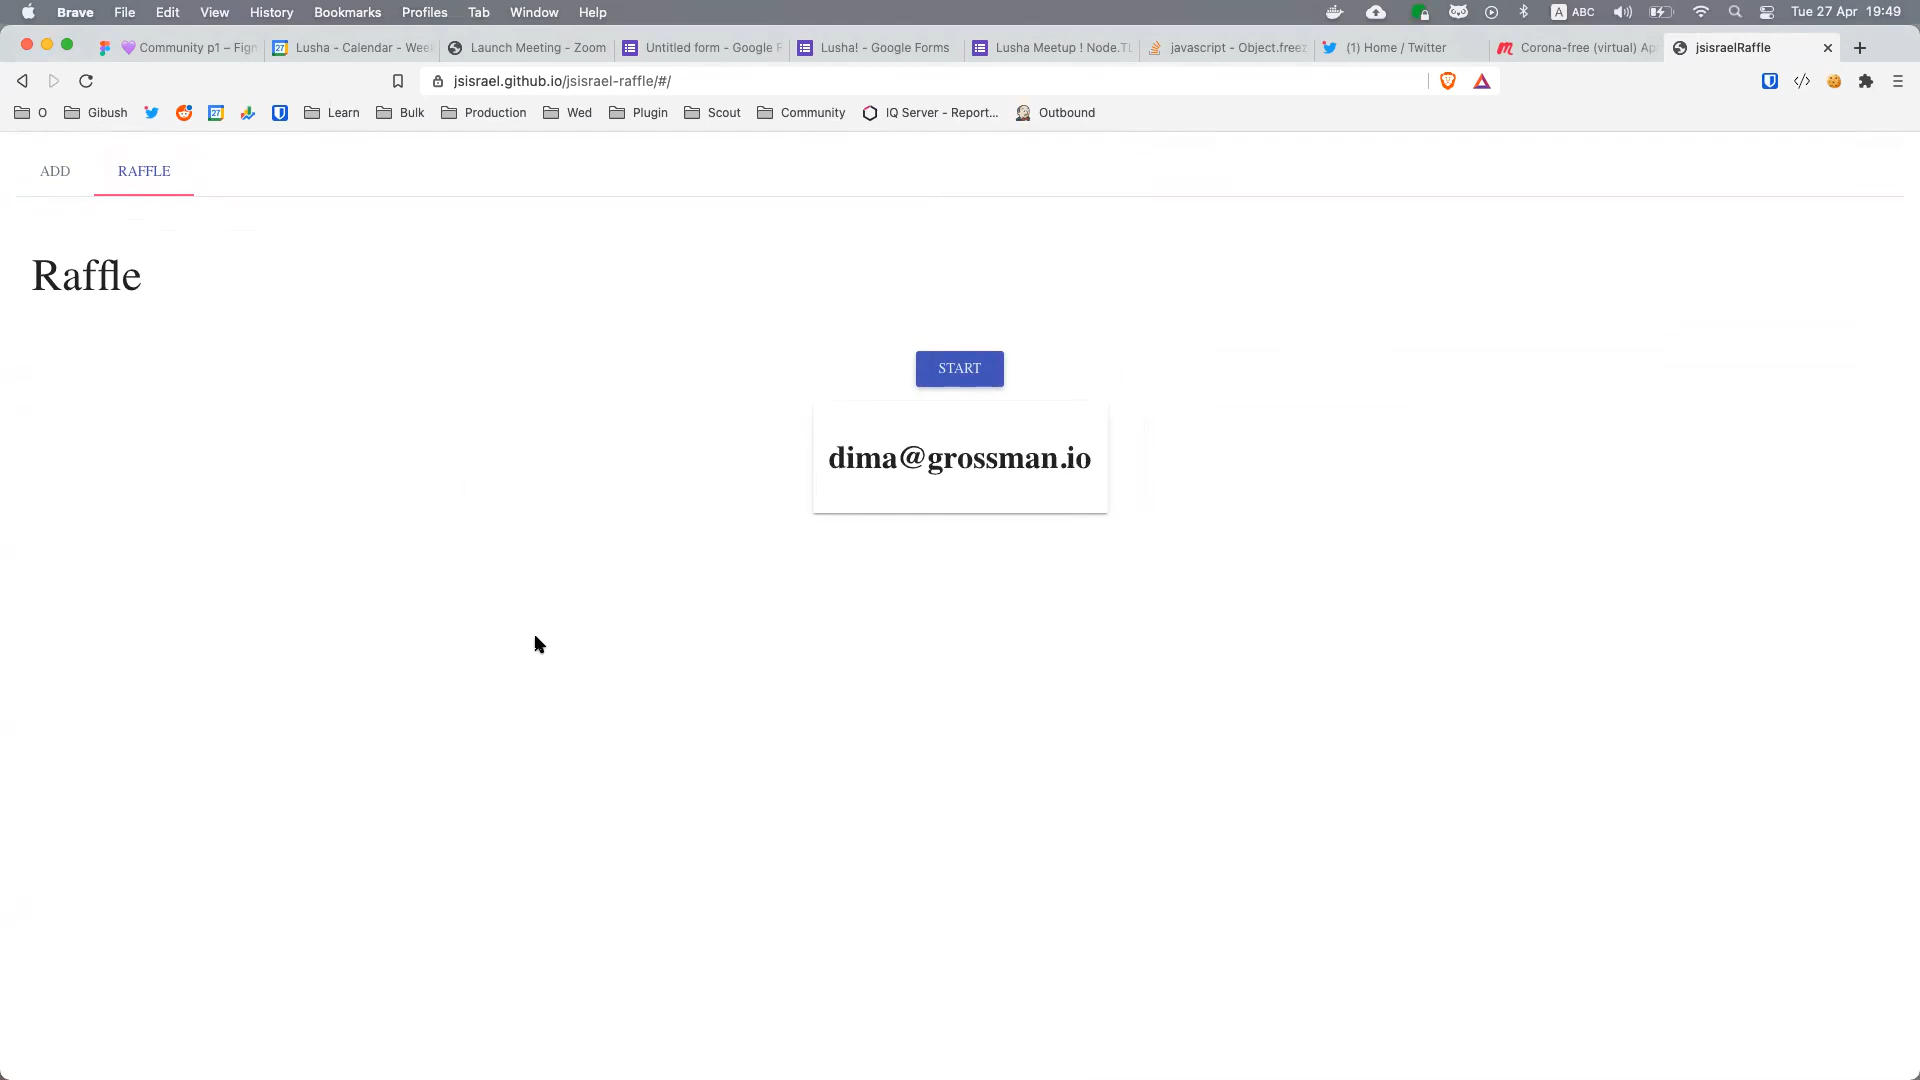 Brave File Edit View History Bookmarks Profiles Tab Window Help ABC Tue 27 Apr 19:49
Community p1 – Figm Lusha - Calendar - Wee Launch Meeting - Zoom Untitled form - Google F Lusha! - Google Forms Lusha Meetup ! Node.TL javascript - Object.freez (1) Home / Twitter Corona-free (virtual) Ap jsisraelRaffle
jsisrael.github.io/jsisrael-raffle/#/
O Gibush Learn Bulk Production Wed Plugin Scout Community IQ Server - Report... Outbound
ADD RAFFLE
Raffle
START
dima@grossman.io